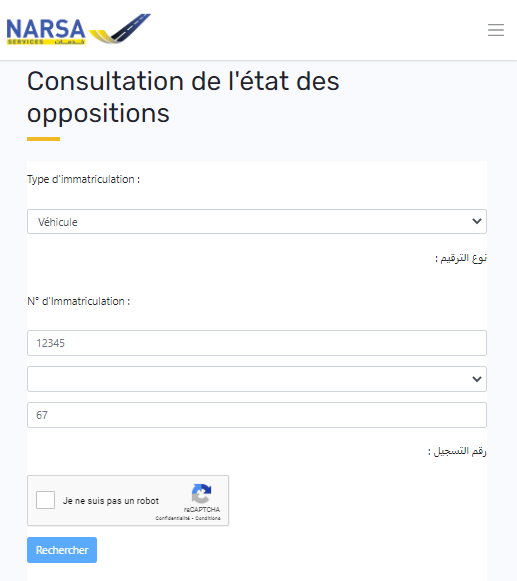 NARSA
SERVICES خدمات
Consultation de l'état des
oppositions
Type d'immatriculation :
Véhicule
نوع الترقيم :
N° d'Immatriculation :
12345
67
رقم التسجيل :
Je ne suis pas un robot
reCAPTCHA
Confidentialité - Conditions
Rechercher